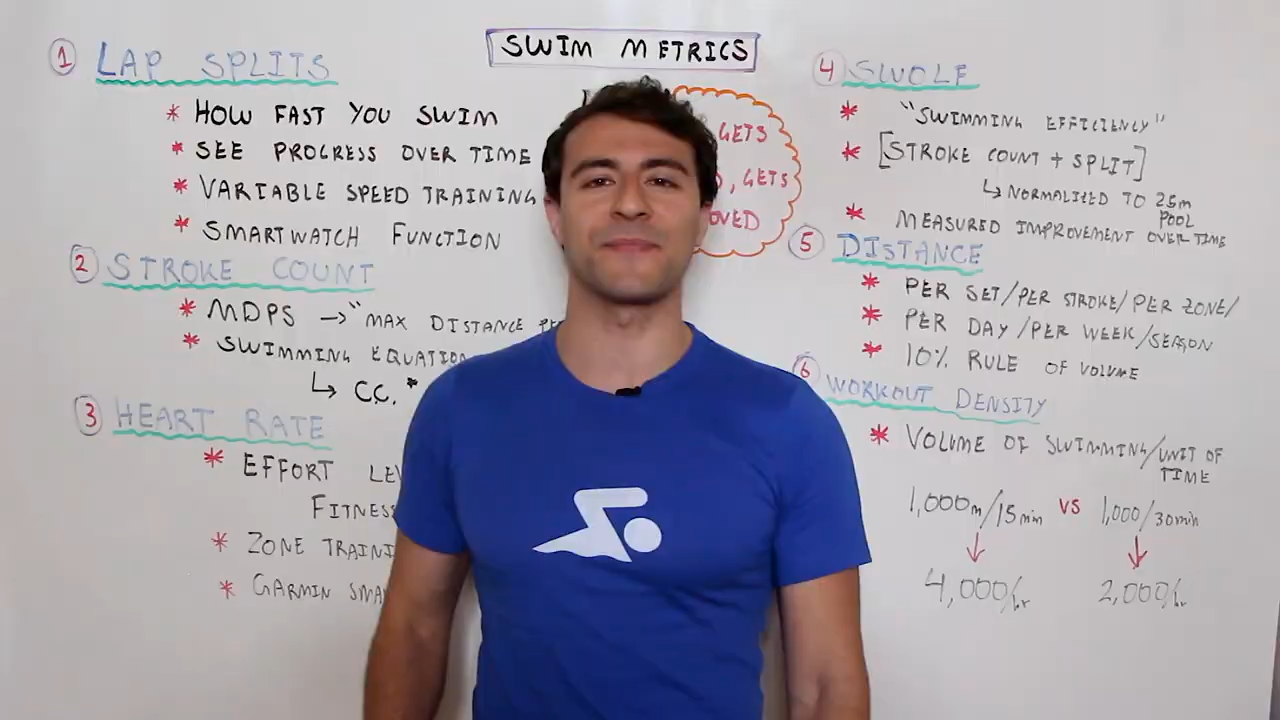 SWIM METRICS
1 LAP SPLITS
* HOW FAST YOU SWIM
* SEE PROGRESS OVER TIME
* VARIABLE SPEED TRAINING
* SMARTWATCH FUNCTION
2 STROKE COUNT
* MDPS → "MAX DISTANCE
* SWIMMING EQUATION
↳ C.C.
3 HEART RATE
* EFFORT
FITNESS
* ZONE
* GARMIN
GETS
, GETS
4 SWOLF
* "SWIMMING EFFICIENCY"
* [STROKE COUNT + SPLIT]
↳ NORMALIZED TO 25m
POOL
* MEASURED IMPROVEMENT OVER TIME
5 DISTANCE
* PER SET/PER STROKE/PER ZONE/
* PER DAY/PER WEEK/SEASON
* 10% RULE OF VOLUME
6 WORKOUT DENSITY
* VOLUME OF SWIMMING/UNIT OF
TIME
1,000m/15min VS 1,000/30min
↓ ↓
4,000/hr 2,000/hr